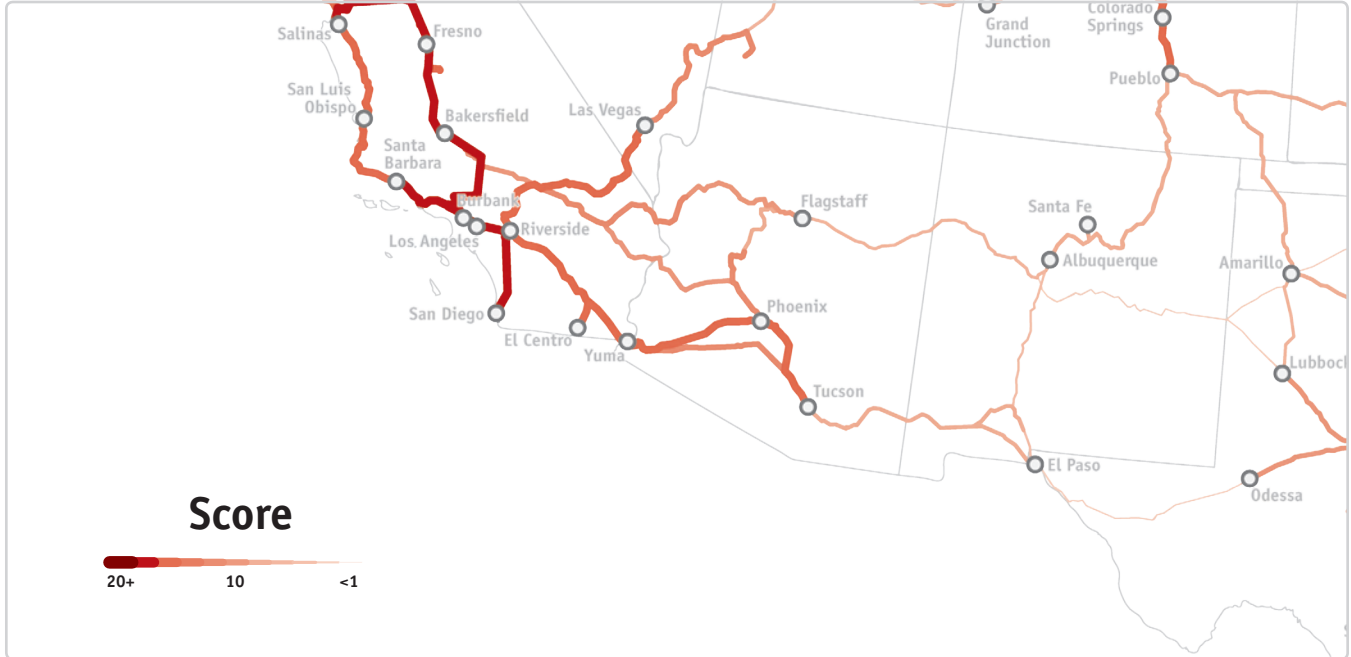 Colorado
Springs
Grand
Junction
Salinas
Fresno
Pueblo
San Luis
Obispo
Las Vegas
Bakersfield
Santa
Barbara
Burbank
Flagstaff
Santa Fe
Los Angeles
Riverside
Albuquerque
Amarillo
San Diego
El Centro
Yuma
Phoenix
Lubboc
Tucson
El Paso
Odessa
Score
20+ 10 <1